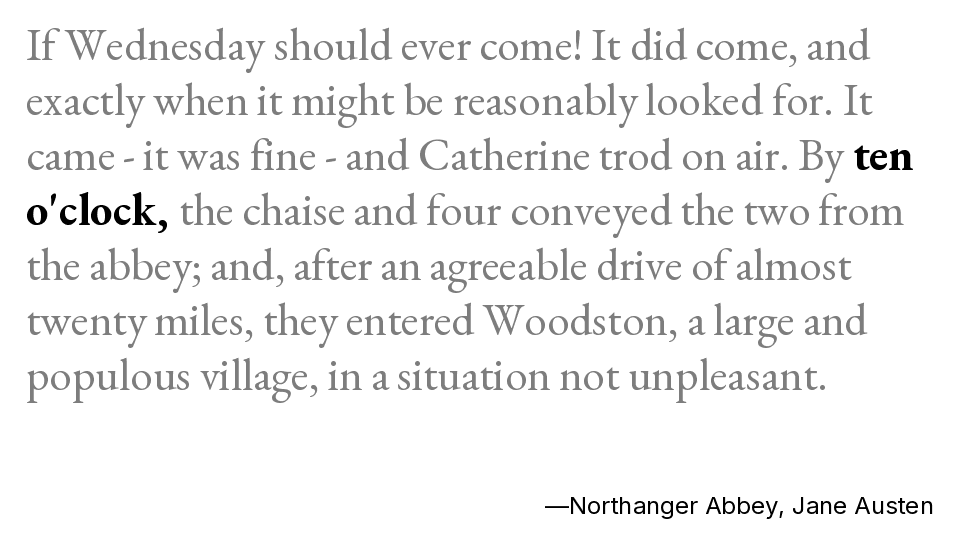 If Wednesday should ever come! It did come, and
exactly when it might be reasonably looked for. It
came - it was fine - and Catherine trod on air. By ten
o'clock, the chaise and four conveyed the two from
the abbey; and, after an agreeable drive of almost
twenty miles, they entered Woodston, a large and
populous village, in a situation not unpleasant.
—Northanger Abbey, Jane Austen